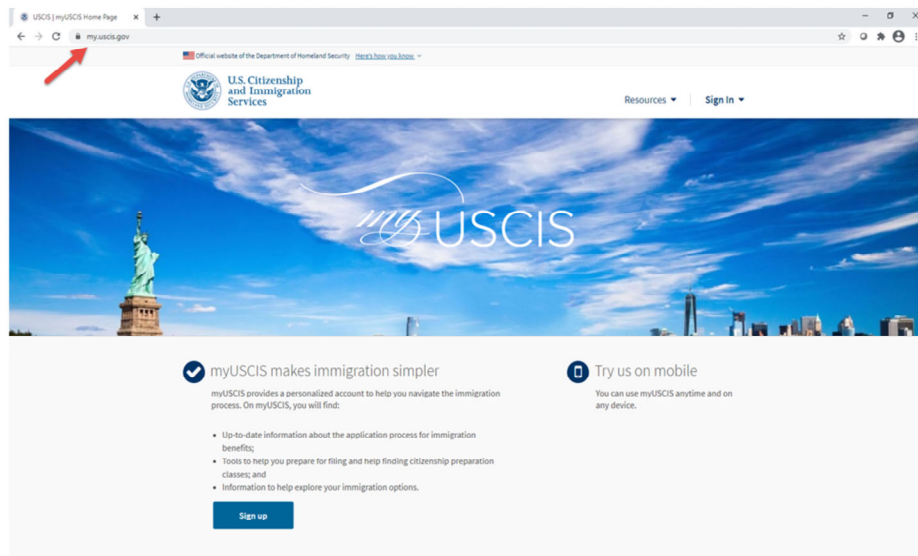 USCIS | myUSCIS Home Page
my.uscis.gov
Official website of the Department of Homeland Security Here's how you know
U.S. Citizenship
and Immigration
Services
Resources
Sign In
my USCIS
myUSCIS makes immigration simpler
myUSCIS provides a personalized account to help you navigate the immigration
process. On myUSCIS, you will find:
• Up-to-date information about the application process for immigration
benefits;
• Tools to help you prepare for filing and help finding citizenship preparation
classes; and
• Information to help explore your immigration options.
Sign up
Try us on mobile
You can use myUSCIS anytime and on
any device.